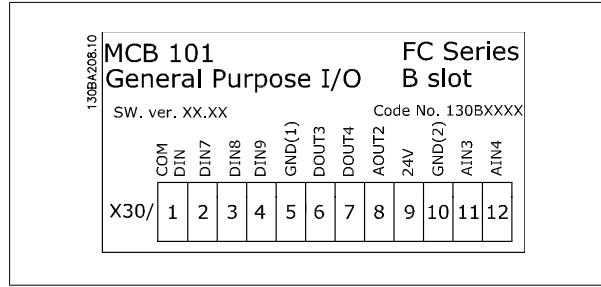 130BA208.10
MCB 101 FC Series
General Purpose I/O B slot
SW. ver. XX.XX Code No. 130BXXXX
COM DIN DIN7 DIN8 DIN9 GND(1) DOUT3 DOUT4 AOUT2 24V GND(2) AIN3 AIN4
X30/ 1 2 3 4 5 6 7 8 9 10 11 12